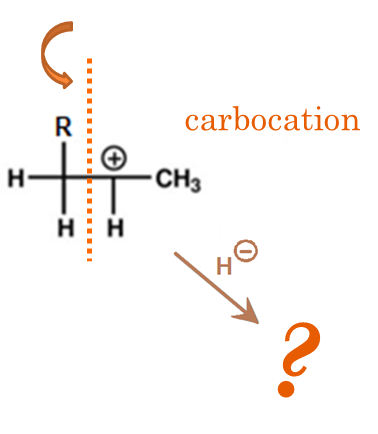 R
carbocation
⊕
H CH₃
H H
H ⊖
?